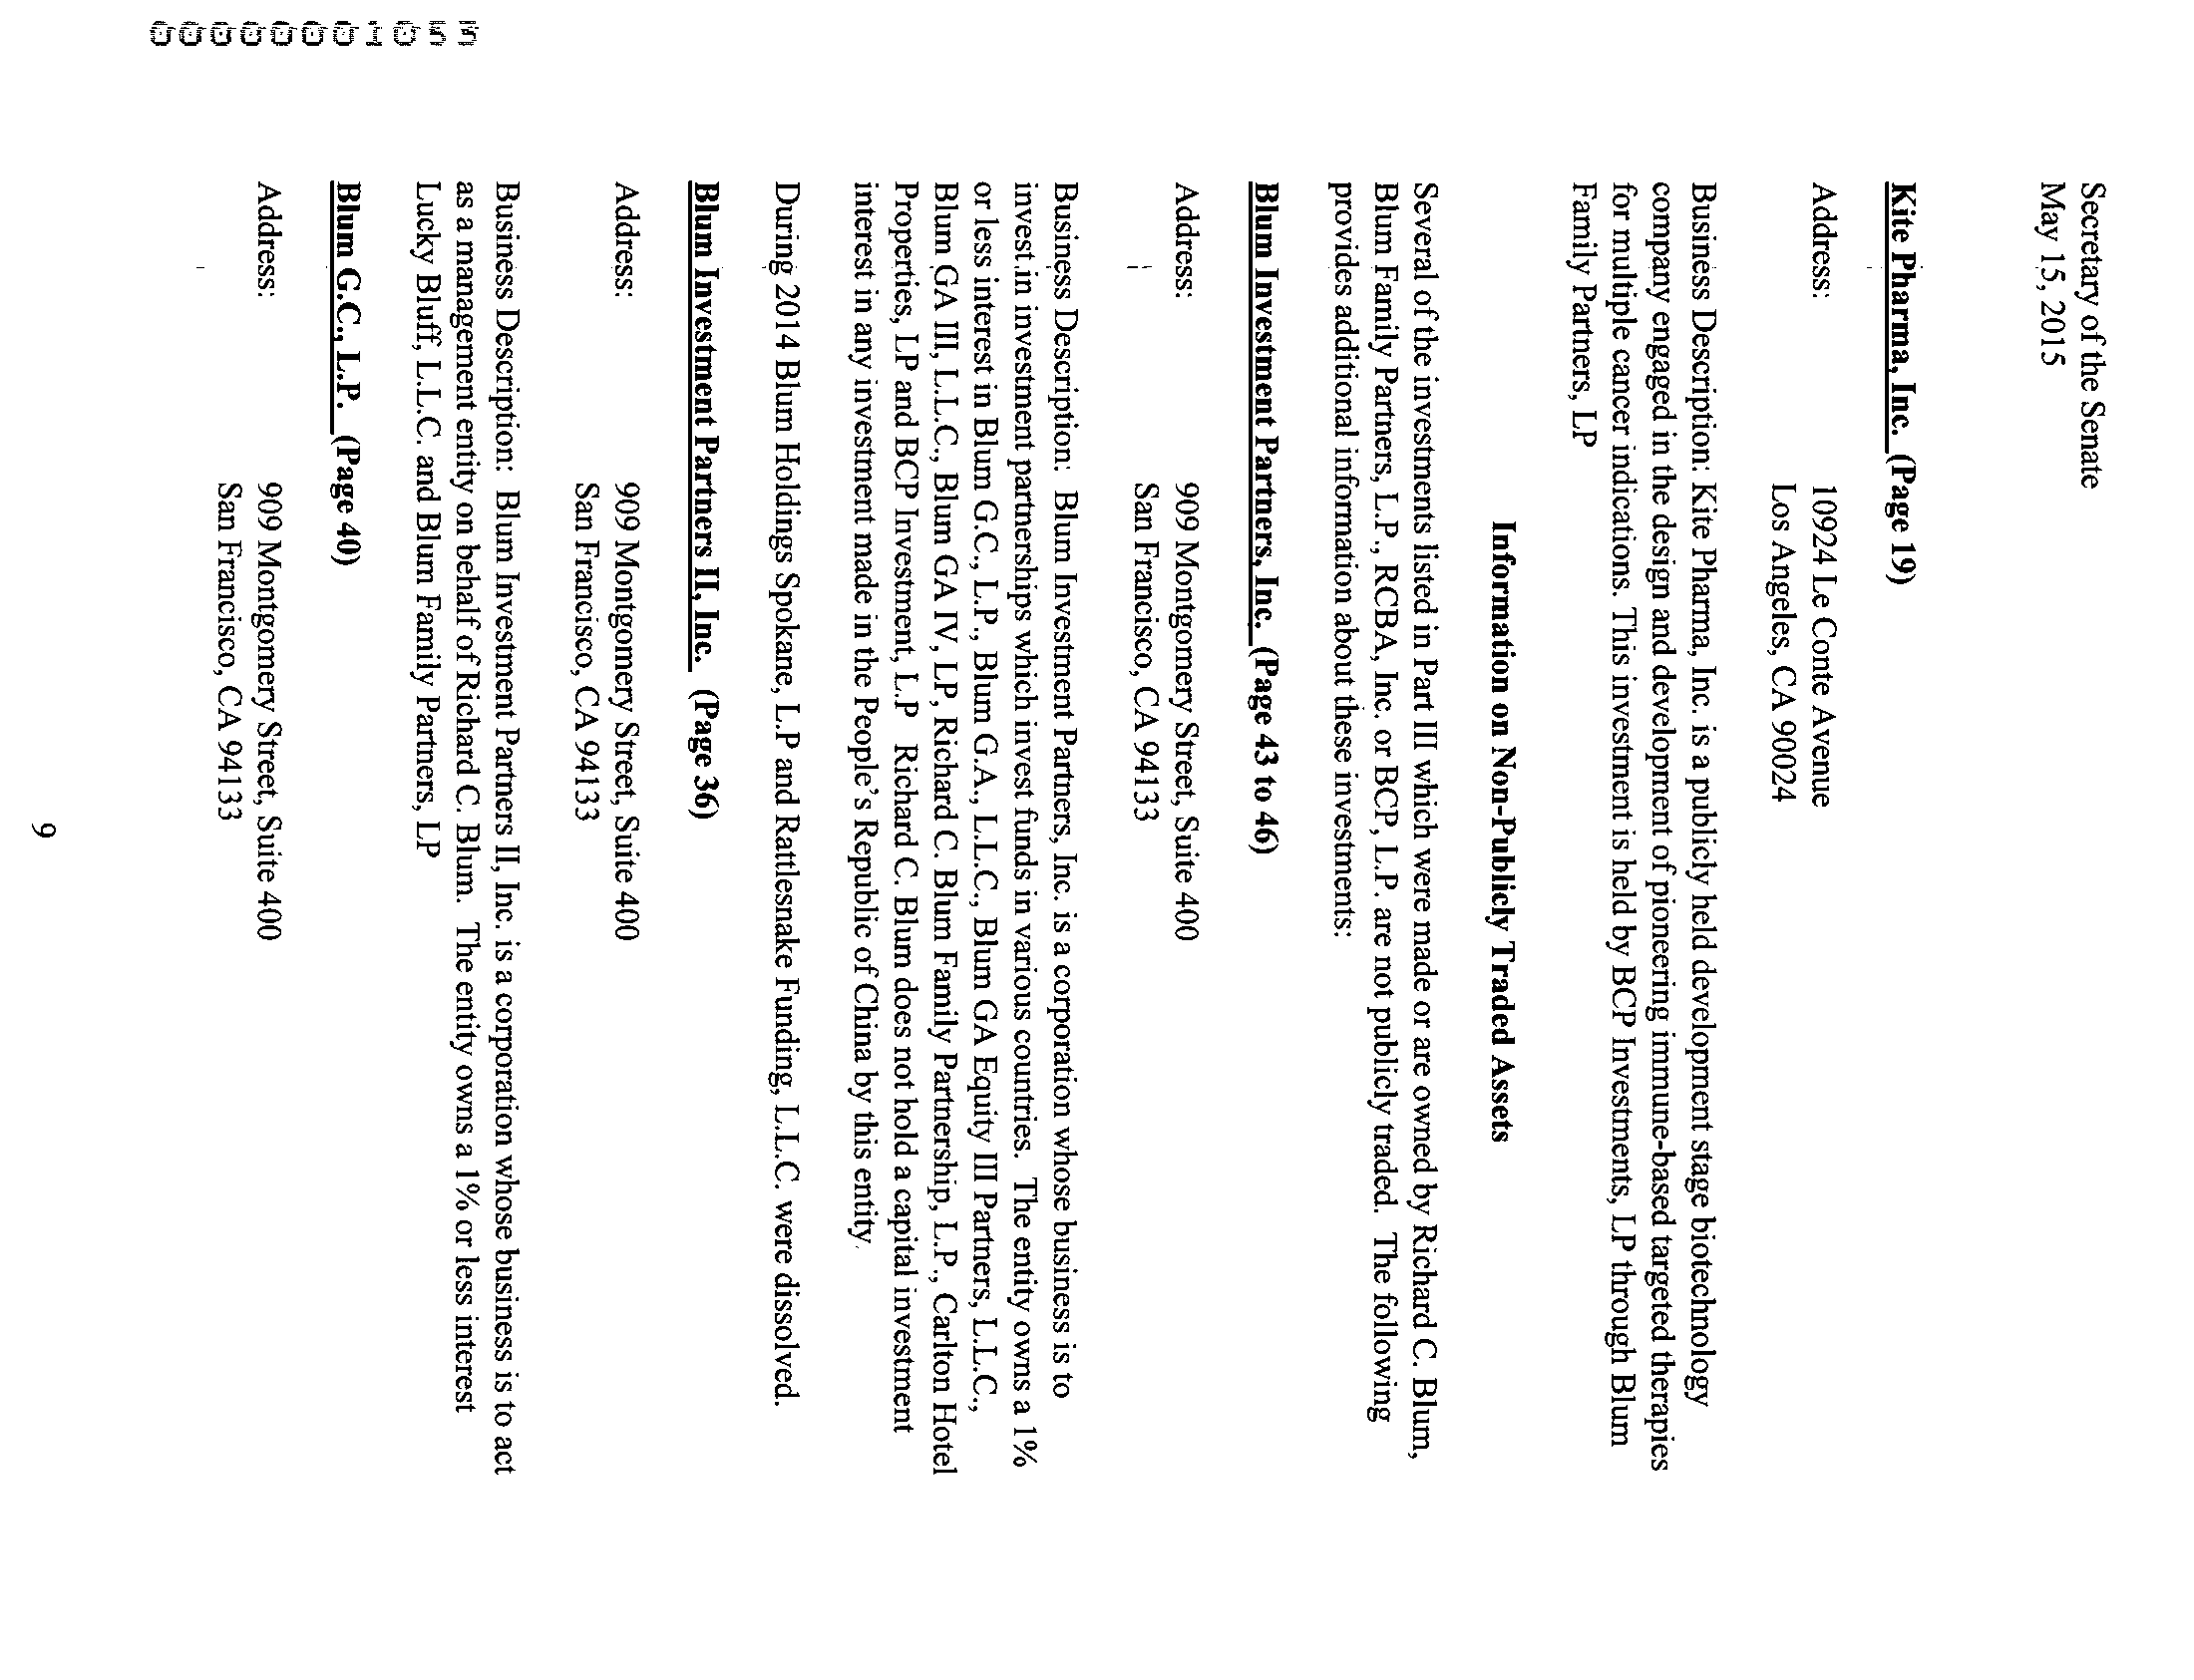 Secretary of the Senate
May 15, 2015
Kite Pharma, Inc. (Page 19)
Address: 10924 Le Conte Avenue
Los Angeles, CA 90024
Business Description: Kite Pharma, Inc. is a publicly held development stage biotechnology
company engaged in the design and development of pioneering immune-based targeted therapies
for multiple cancer indications. This investment is held by BCP Investments, LP through Blum
Family Partners, LP
Information on Non-Publicly Traded Assets
Several of the investments listed in Part III which were made or are owned by Richard C. Blum,
Blum Family Partners, L.P., RCBA, Inc. or BCP, L.P. are not publicly traded. The following
provides additional information about these investments:
Blum Investment Partners, Inc. (Page 43 to 46)
Address: 909 Montgomery Street, Suite 400
San Francisco, CA 94133
Business Description: Blum Investment Partners, Inc. is a corporation whose business is to
invest in investment partnerships which invest funds in various countries. The entity owns a 1%
or less interest in Blum G.C., L.P., Blum G.A., L.L.C., Blum GA Equity III Partners, L.L.C.,
Blum GA III, L.L.C., Blum GA IV, LP, Richard C. Blum Family Partnership, L.P., Carlton Hotel
Properties, LP and BCP Investment, L.P Richard C. Blum does not hold a capital investment
interest in any investment made in the People's Republic of China by this entity.
During 2014 Blum Holdings Spokane, L.P and Rattlesnake Funding, L.L.C. were dissolved.
Blum Investment Partners II, Inc. (Page 36)
Address: 909 Montgomery Street, Suite 400
San Francisco, CA 94133
Business Description: Blum Investment Partners II, Inc. is a corporation whose business is to act
as a management entity on behalf of Richard C. Blum. The entity owns a 1% or less interest
Lucky Bluff, L.L.C. and Blum Family Partners, LP
Blum G.C., L.P. (Page 40)
Address: 909 Montgomery Street, Suite 400
San Francisco, CA 94133
9
00000001055